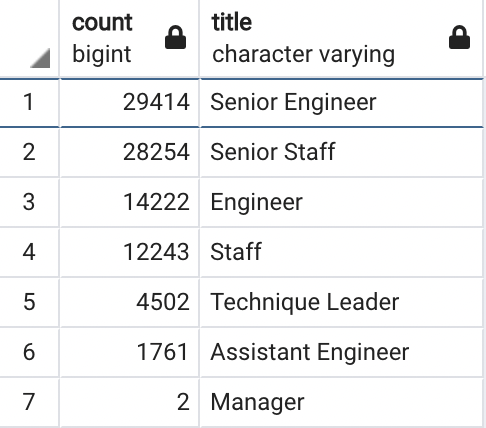 count title
bigint character varying
1 29414 Senior Engineer
2 28254 Senior Staff
3 14222 Engineer
4 12243 Staff
5 4502 Technique Leader
6 1761 Assistant Engineer
7 2 Manager